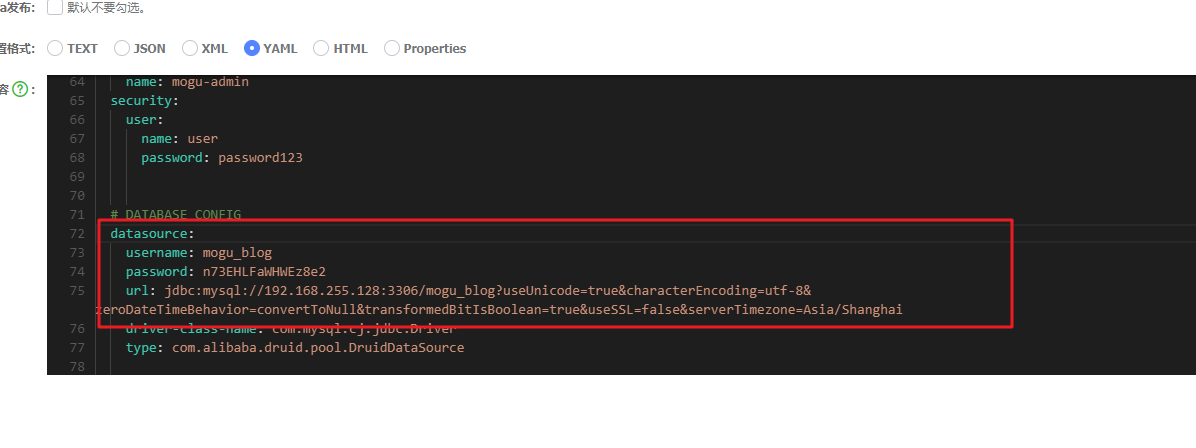 a发布: 默认不要勾选。
置格式: TEXT JSON XML YAML HTML Properties
容 ? :
64 name: mogu-admin
65 security:
66 user:
67 name: user
68 password: password123
69
70
71 # DATABASE CONFIG
72 datasource:
73 username: mogu_blog
74 password: n73EHLFaWHWEz8e2
75 url: jdbc:mysql://192.168.255.128:3306/mogu_blog?useUnicode=true&characterEncoding=utf-8&
zeroDateTimeBehavior=convertToNull&transformedBitIsBoolean=true&useSSL=false&serverTimezone=Asia/Shanghai
76 driver-class-name: com.mysql.cj.jdbc.Driver
77 type: com.alibaba.druid.pool.DruidDataSource
78